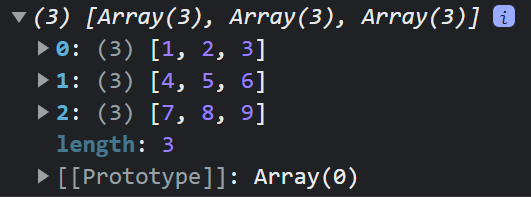 ▼ (3) [Array(3), Array(3), Array(3)] i
▶ 0: (3) [1, 2, 3]
▶ 1: (3) [4, 5, 6]
▶ 2: (3) [7, 8, 9]
length: 3
▶ [[Prototype]]: Array(0)